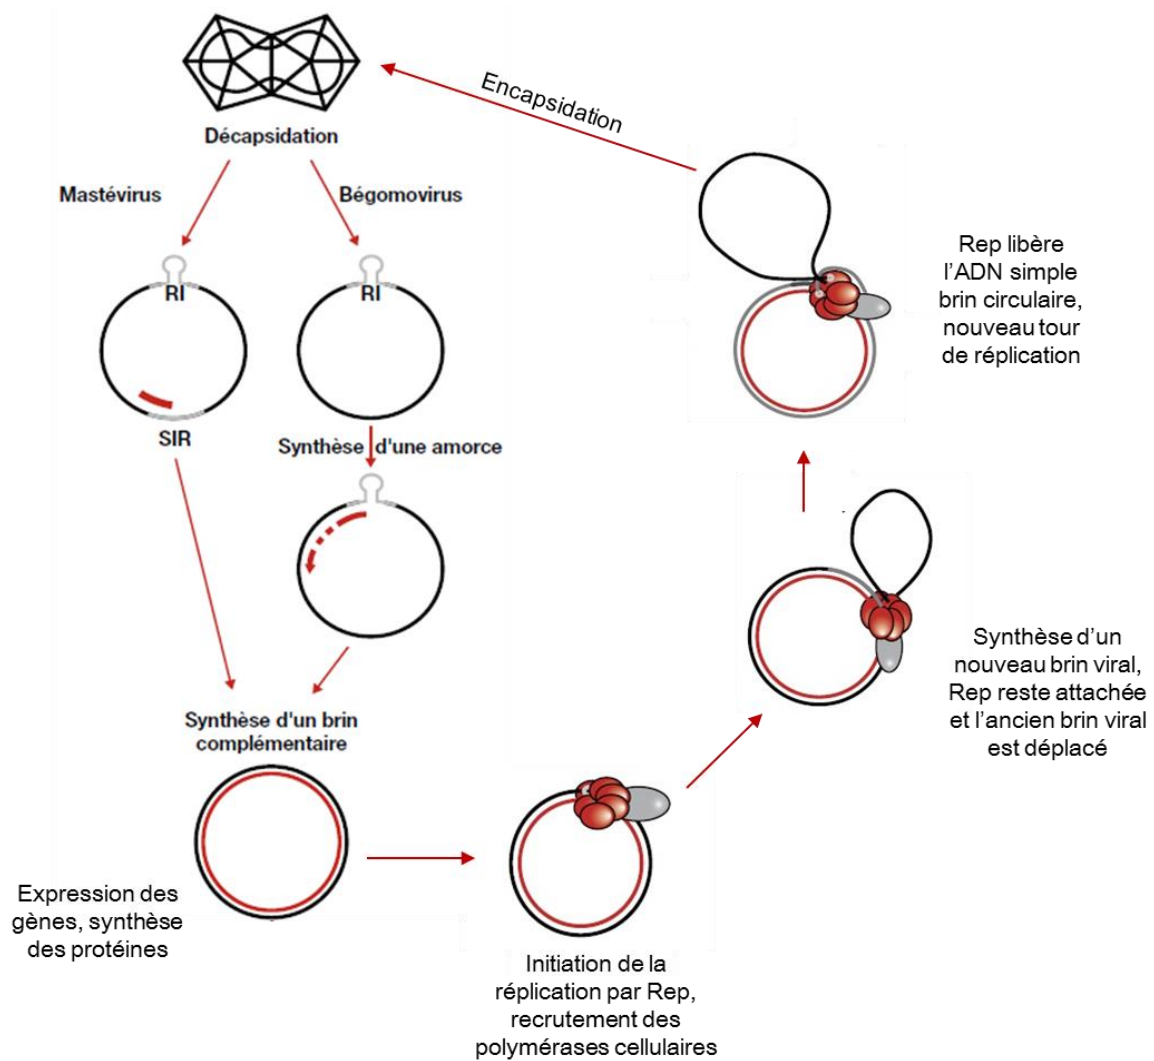 Décapsidation
Encapsidation
Mastévirus
Bégomovirus
RI
RI
SIR
Synthèse d'une amorce
Synthèse d'un brin
complémentaire
Expression des
gènes, synthèse
des protéines
Initiation de la
réplication par Rep,
recrutement des
polymérases cellulaires
Synthèse d’un
nouveau brin viral,
Rep reste attachée
et l’ancien brin viral
est déplacé
Rep libère
l’ADN simple
brin circulaire,
nouveau tour
de réplication